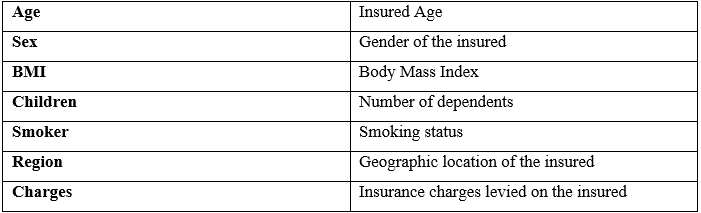 Age Insured Age
Sex Gender of the insured
BMI Body Mass Index
Children Number of dependents
Smoker Smoking status
Region Geographic location of the insured
Charges Insurance charges levied on the insured